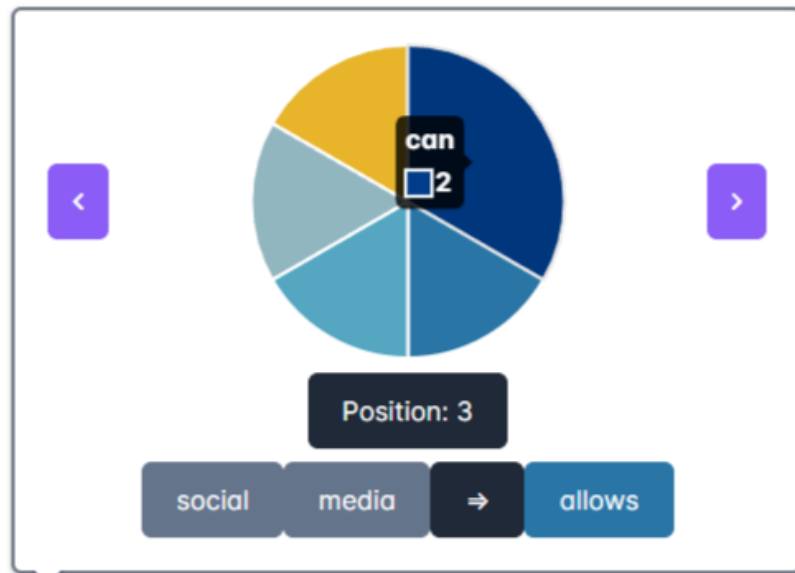 can
2
<
>
Position: 3
social media ⇒ allows